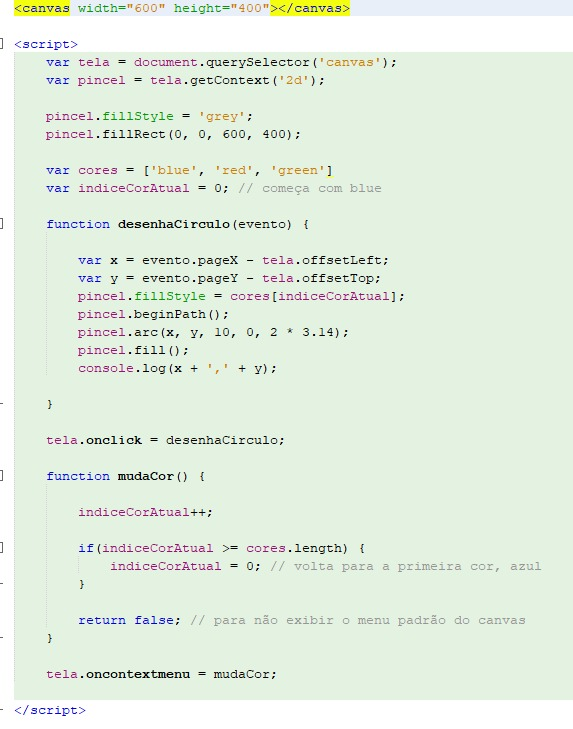 <canvas width="600" height="400"></canvas>
<script>
var tela = document.querySelector('canvas');
var pincel = tela.getContext('2d');
pincel.fillStyle = 'grey';
pincel.fillRect(0, 0, 600, 400);
var cores = ['blue', 'red', 'green']
var indiceCorAtual = 0; // começa com blue
function desenhaCirculo(evento) {
var x = evento.pageX - tela.offsetLeft;
var y = evento.pageY - tela.offsetTop;
pincel.fillStyle = cores[indiceCorAtual];
pincel.beginPath();
pincel.arc(x, y, 10, 0, 2 * 3.14);
pincel.fill();
console.log(x + ',' + y);
}
tela.onclick = desenhaCirculo;
function mudaCor() {
indiceCorAtual++;
if(indiceCorAtual >= cores.length) {
indiceCorAtual = 0; // volta para a primeira cor, azul
}
return false; // para não exibir o menu padrão do canvas
}
tela.oncontextmenu = mudaCor;
</script>